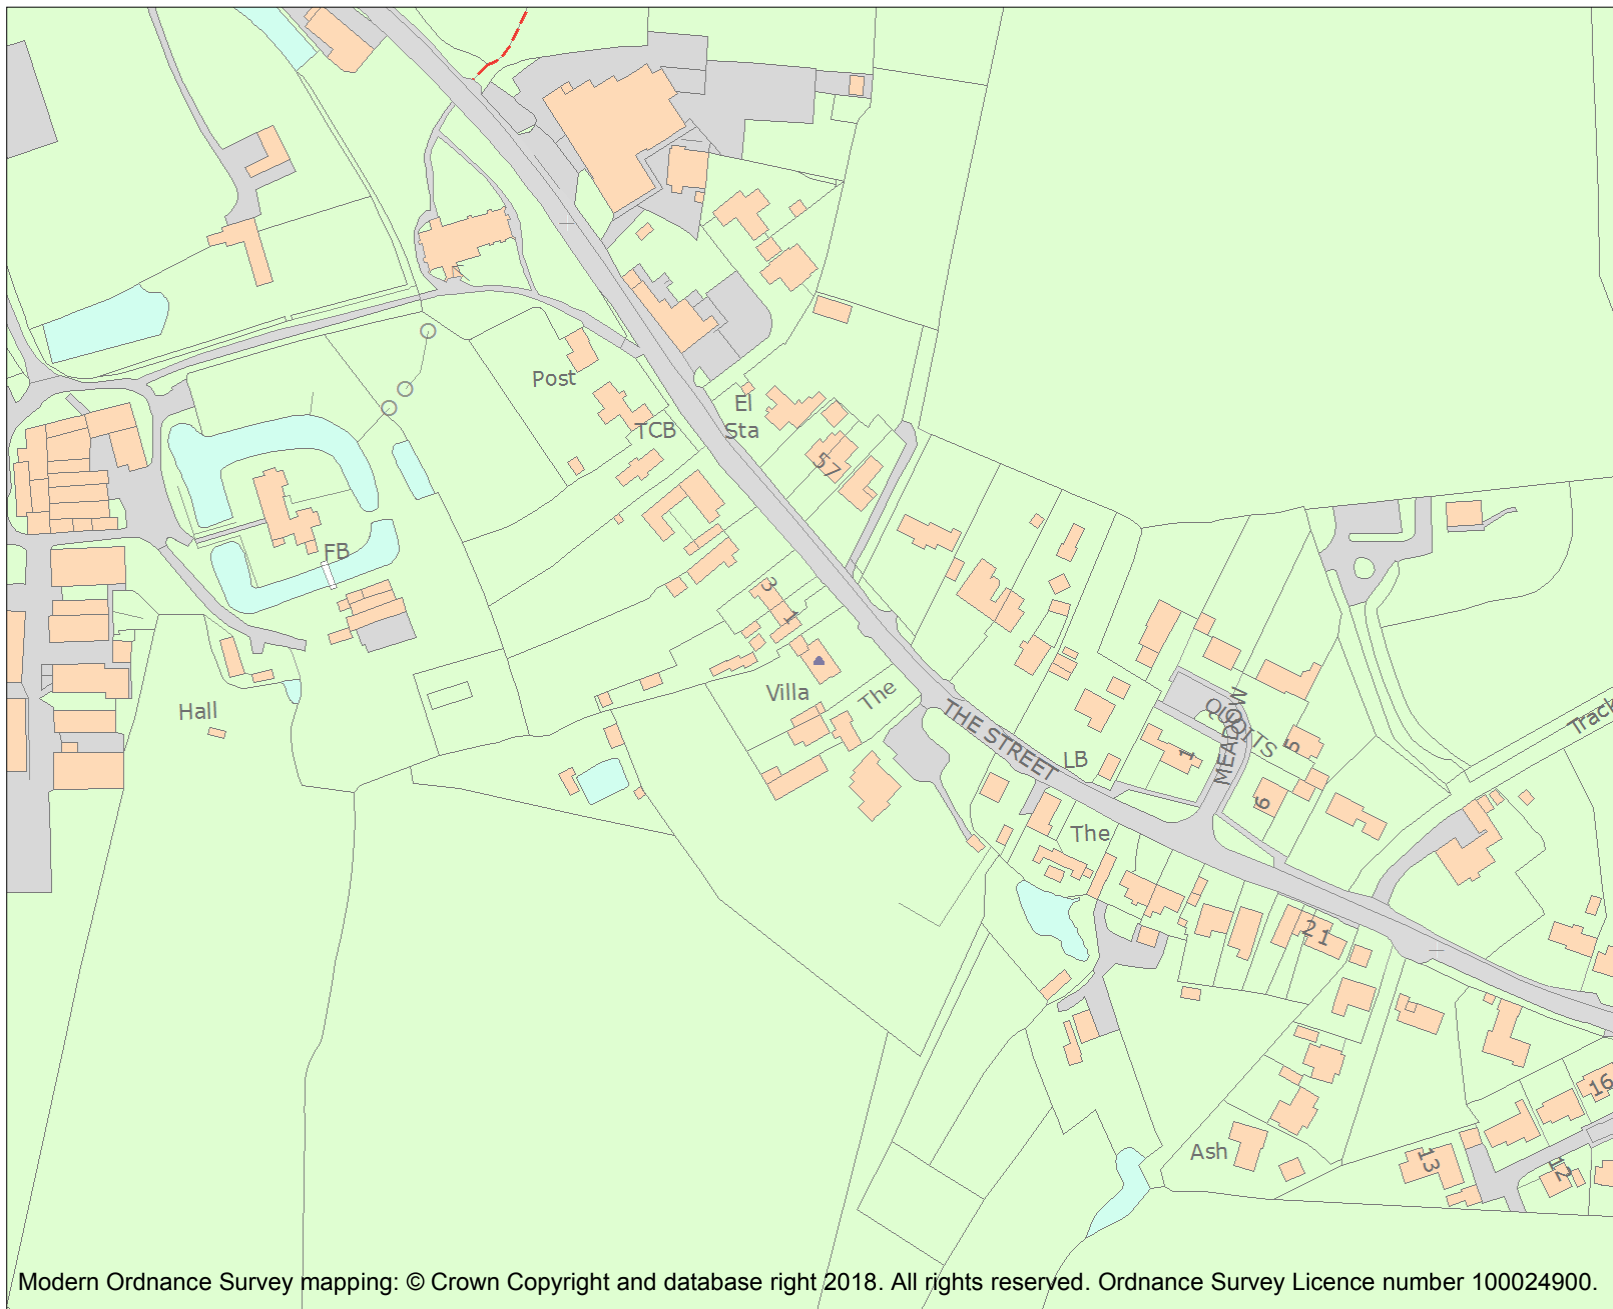 Post
El
Sta
TCB
57
FB
3
1
Villa
The
Hall
THE STREET
LB
QUOITS
MEADOW
1
5
6
Track
The
21
Ash
13
12
16
Modern Ordnance Survey mapping: © Crown Copyright and database right 2018. All rights reserved. Ordnance Survey Licence number 100024900.